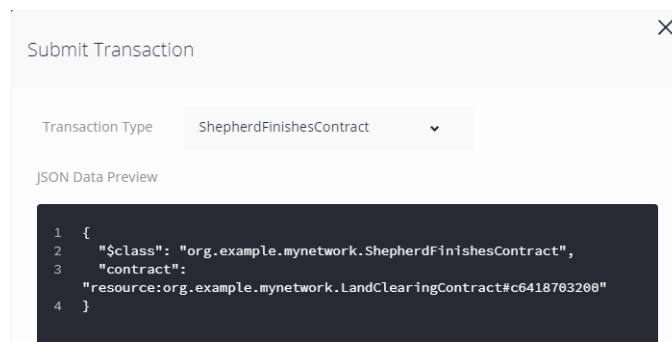 Submit Transaction
Transaction Type ShepherdFinishesContract
JSON Data Preview
1 {
2 "$class": "org.example.mynetwork.ShepherdFinishesContract",
3 "contract":
"resource:org.example.mynetwork.LandClearingContract#c6418703200"
4 }